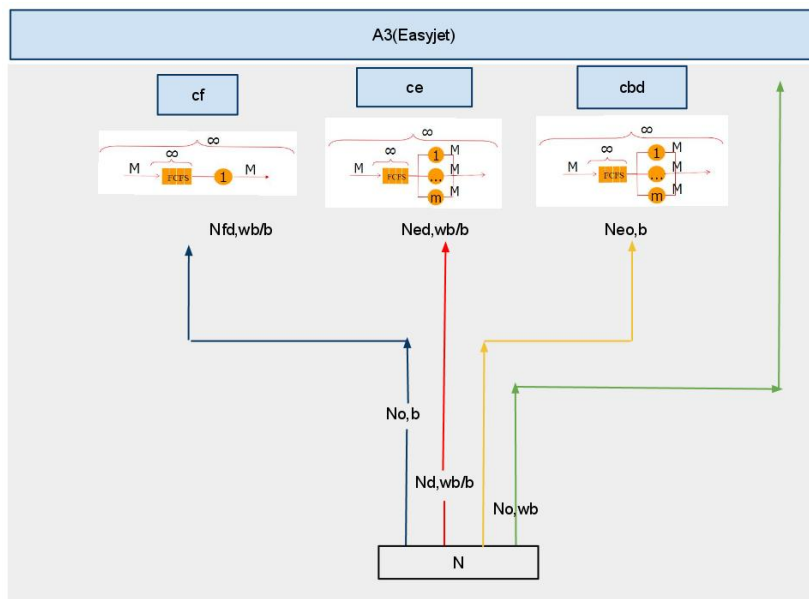 A3(Easyjet)
cf
ce
cbd
∞
∞
M
FCFS
1
M
∞
∞
M
FCFS
1
...
m
M
M
M
∞
∞
M
FCFS
1
...
m
M
M
M
Nfd,wb/b
Ned,wb/b
Neo,b
No,b
Nd,wb/b
No,wb
N